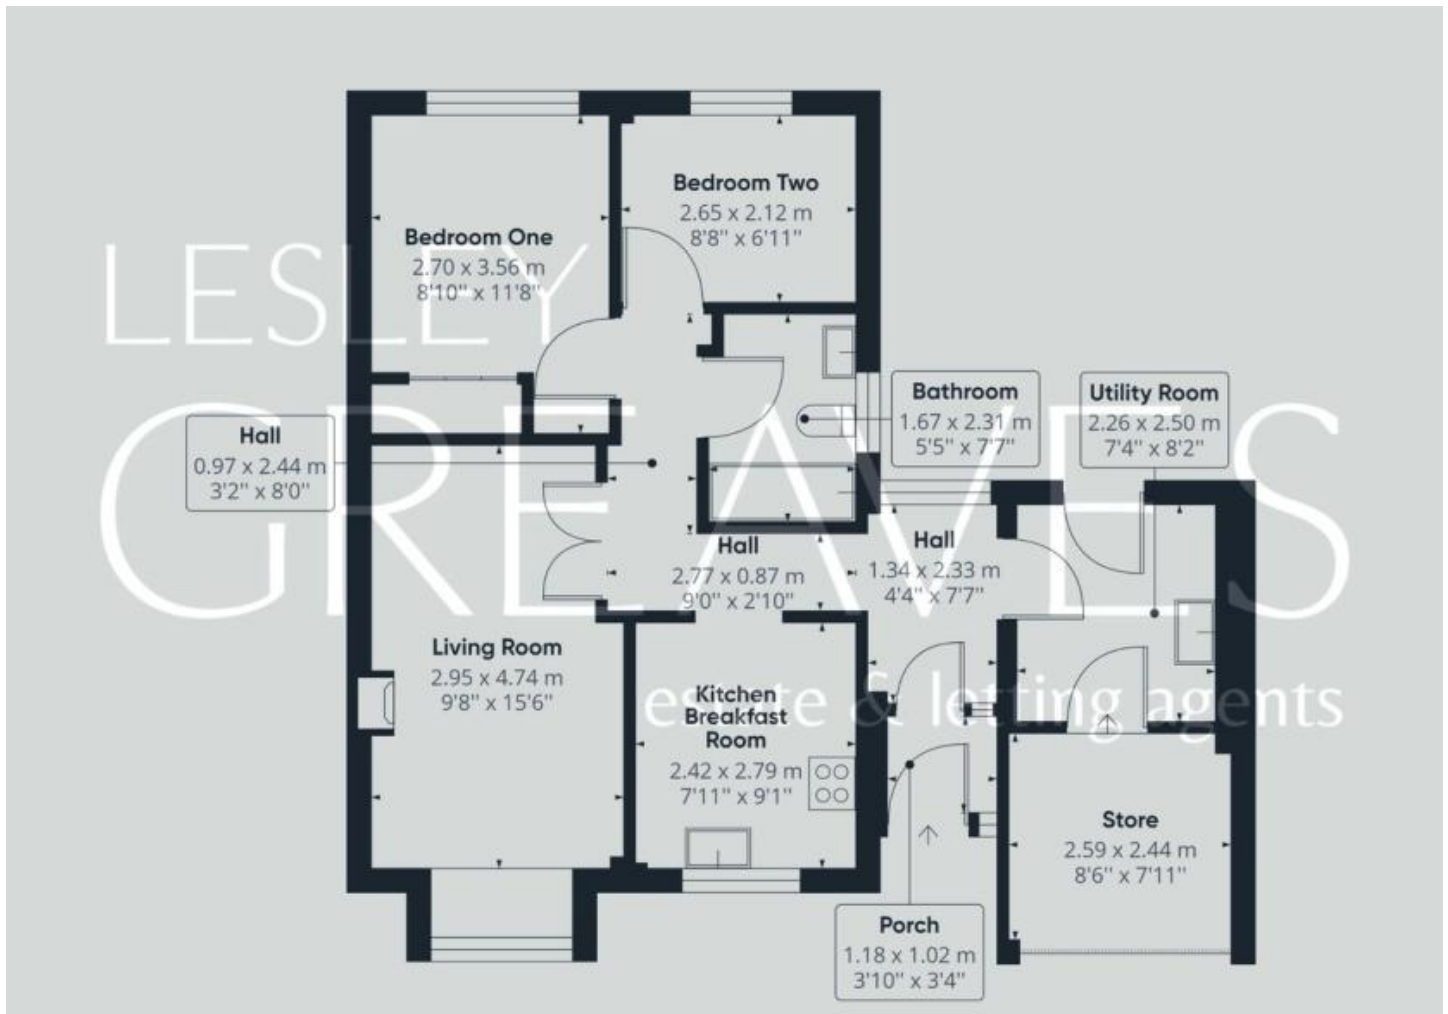 LESLEY
GREAVES
estate & letting agents
Bedroom One
2.70 x 3.56 m
8'10" x 11'8"
Bedroom Two
2.65 x 2.12 m
8'8" x 6'11"
Hall
0.97 x 2.44 m
3'2" x 8'0"
Bathroom
1.67 x 2.31 m
5'5" x 7'7"
Utility Room
2.26 x 2.50 m
7'4" x 8'2"
Hall
2.77 x 0.87 m
9'0" x 2'10"
Hall
1.34 x 2.33 m
4'4" x 7'7"
Living Room
2.95 x 4.74 m
9'8" x 15'6"
Kitchen
Breakfast
Room
2.42 x 2.79 m
7'11" x 9'1"
Store
2.59 x 2.44 m
8'6" x 7'11"
Porch
1.18 x 1.02 m
3'10" x 3'4"